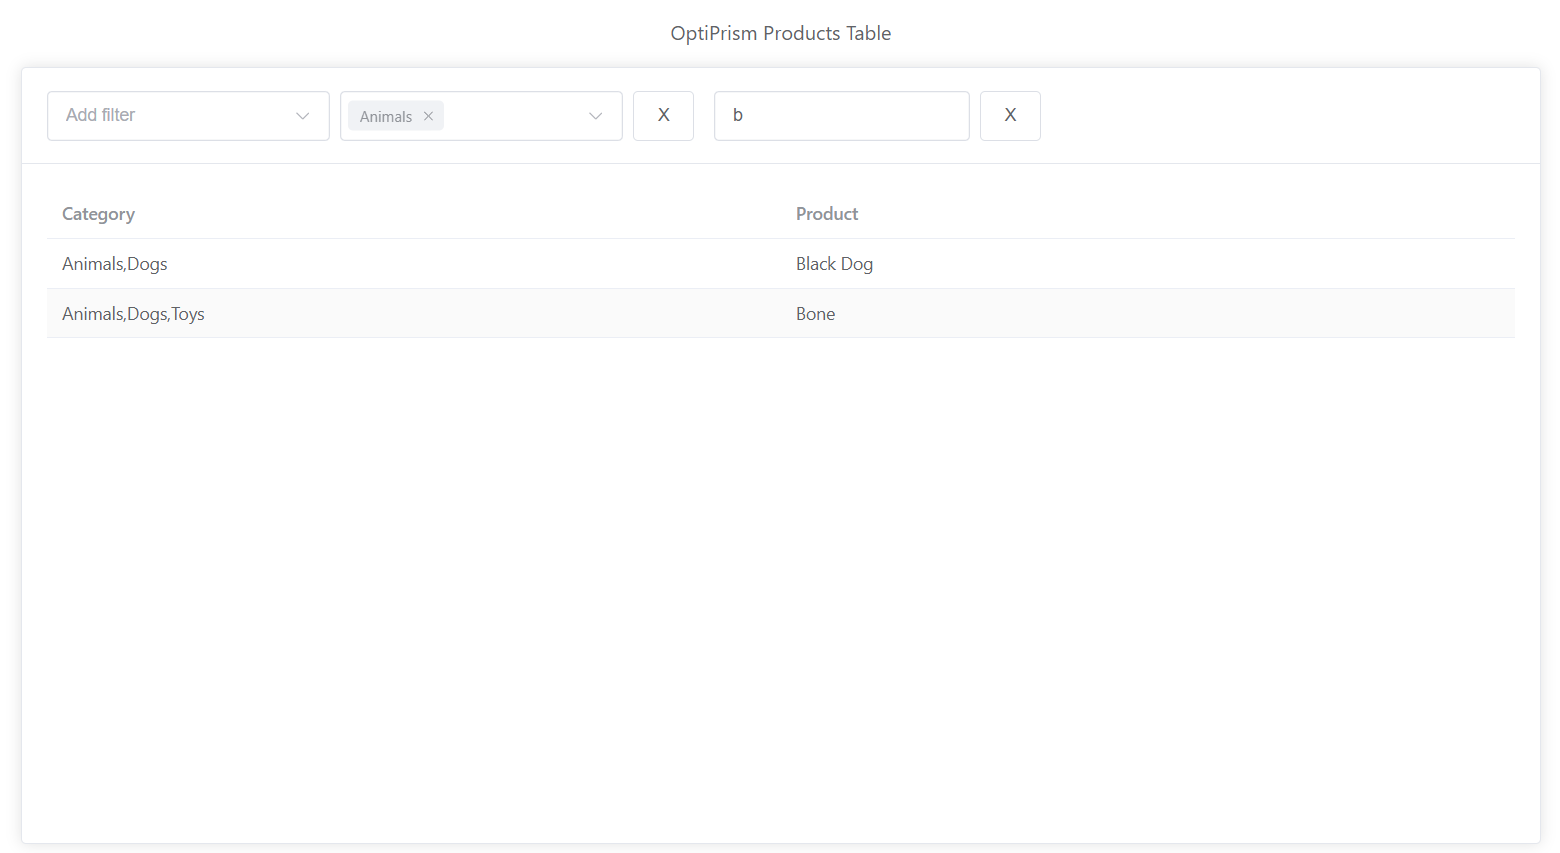 OptiPrism Products Table
Add filter
Animals
X
b
X
Category Product
Animals,Dogs Black Dog
Animals,Dogs,Toys Bone